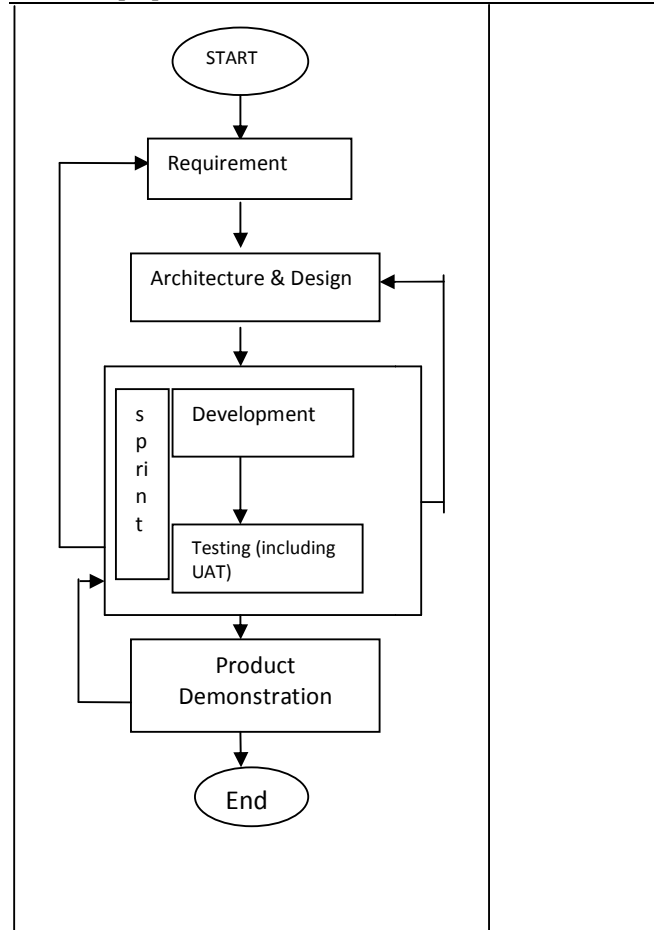 START
Requirement
Architecture & Design
s
p
ri
n
t
Development
Testing (including
UAT)
Product
Demonstration
End